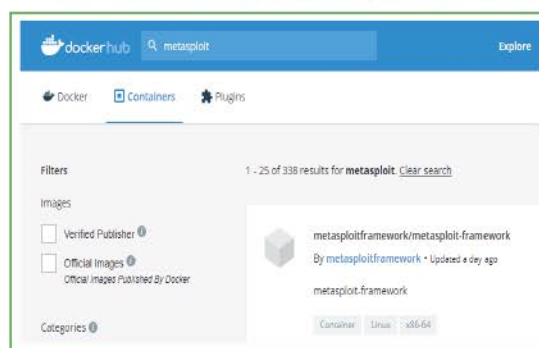 dockerhub metasploit Explore
Docker Containers Plugins
Filters
1 - 25 of 338 results for metasploit. Clear search
Images
Verified Publisher
Official Images
Official Images Published By Docker
Categories
metasploitframework/metasploit-framework
By metasploitframework • Updated a day ago
metasploit-framework
Container Linux x86-64